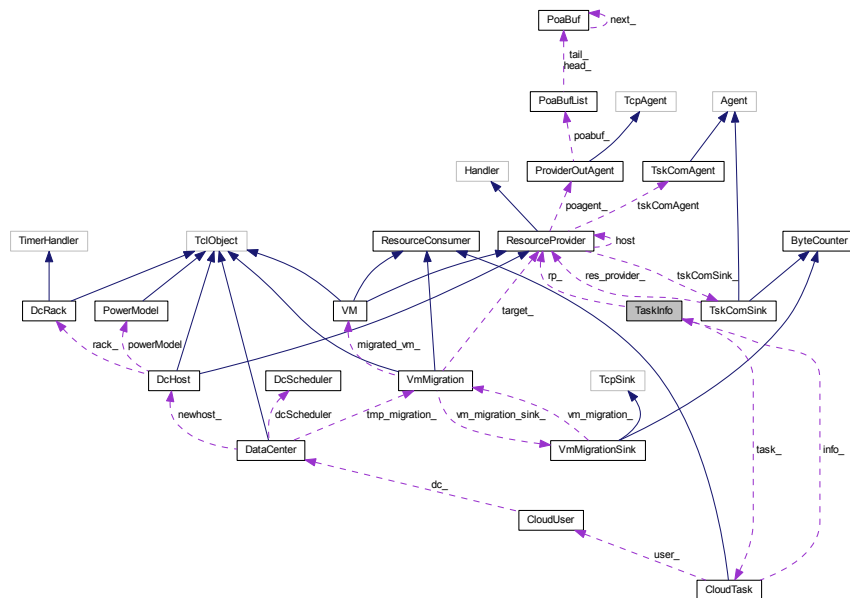 PoaBuf
next_
tail_
head_
PoaBufList
TcpAgent
Agent
poabuf_
Handler
ProviderOutAgent
TskComAgent
poagent_
tskComAgent
TimerHandler
TclObject
ResourceConsumer
ResourceProvider
host
ByteCounter
rp_
res_provider_
tskComSink_
DcRack
PowerModel
VM
target_
TaskInfo
TskComSink
rack_
powerModel
migrated_vm_
DcHost
DcScheduler
VmMigration
TcpSink
newhost_
dcScheduler
tmp_migration_
vm_migration_sink_
vm_migration_
DataCenter
VmMigrationSink
task_
info_
dc_
CloudUser
user_
CloudTask